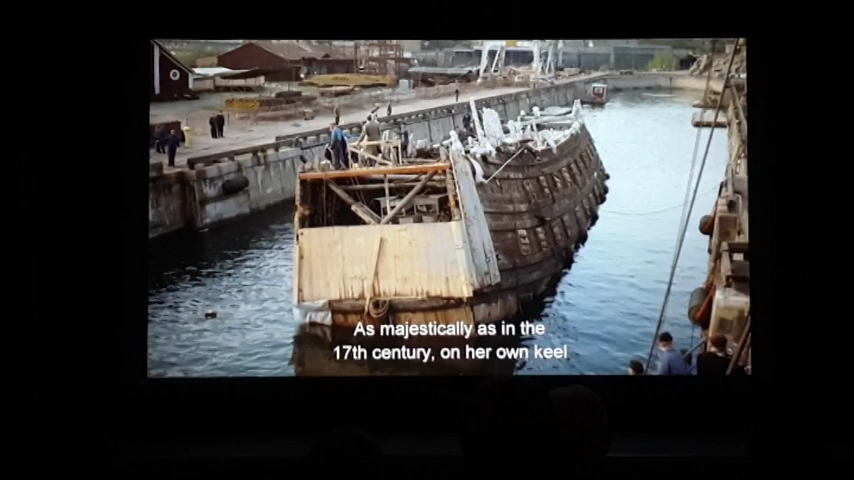 As majestically as in the
17th century, on her own keel